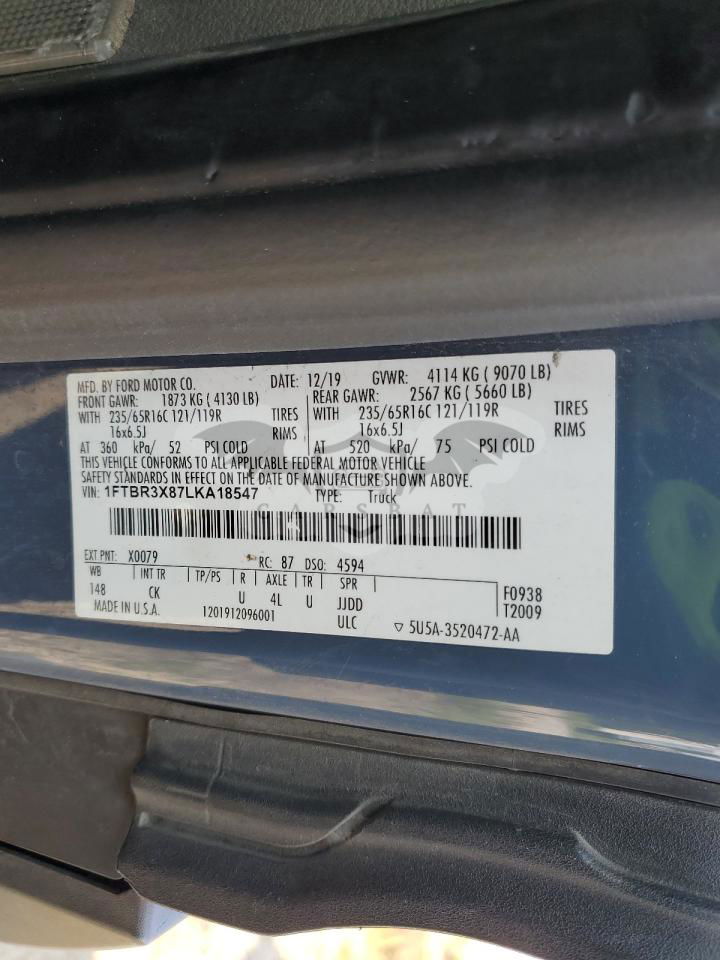 MFD. BY FORD MOTOR CO. DATE: 12/19 GVWR: 4114 KG ( 9070 LB)
FRONT GAWR: 1873 KG ( 4130 LB) REAR GAWR: 2567 KG ( 5660 LB)
WITH 235/65R16C 121/119R TIRES WITH 235/65R16C 121/119R TIRES
16x6.5J RIMS 16x6.5J RIMS
AT 360 kPa/ 52 PSI COLD AT 520 kPa/ 75 PSI COLD
THIS VEHICLE CONFORMS TO ALL APPLICABLE FEDERAL MOTOR VEHICLE
SAFETY STANDARDS IN EFFECT ON THE DATE OF MANUFACTURE SHOWN ABOVE.
VIN: 1FTBR3X87LKA18547 TYPE: Truck
CARSBAT
EXT PNT: X0079 RC: 87 DSO: 4594
WB INT TR TP/PS R AXLE TR SPR F0938
148 CK U 4L U JJDD T2009
MADE IN U.S.A. 1201912096001 ULC ▽ 5U5A-3520472-AA